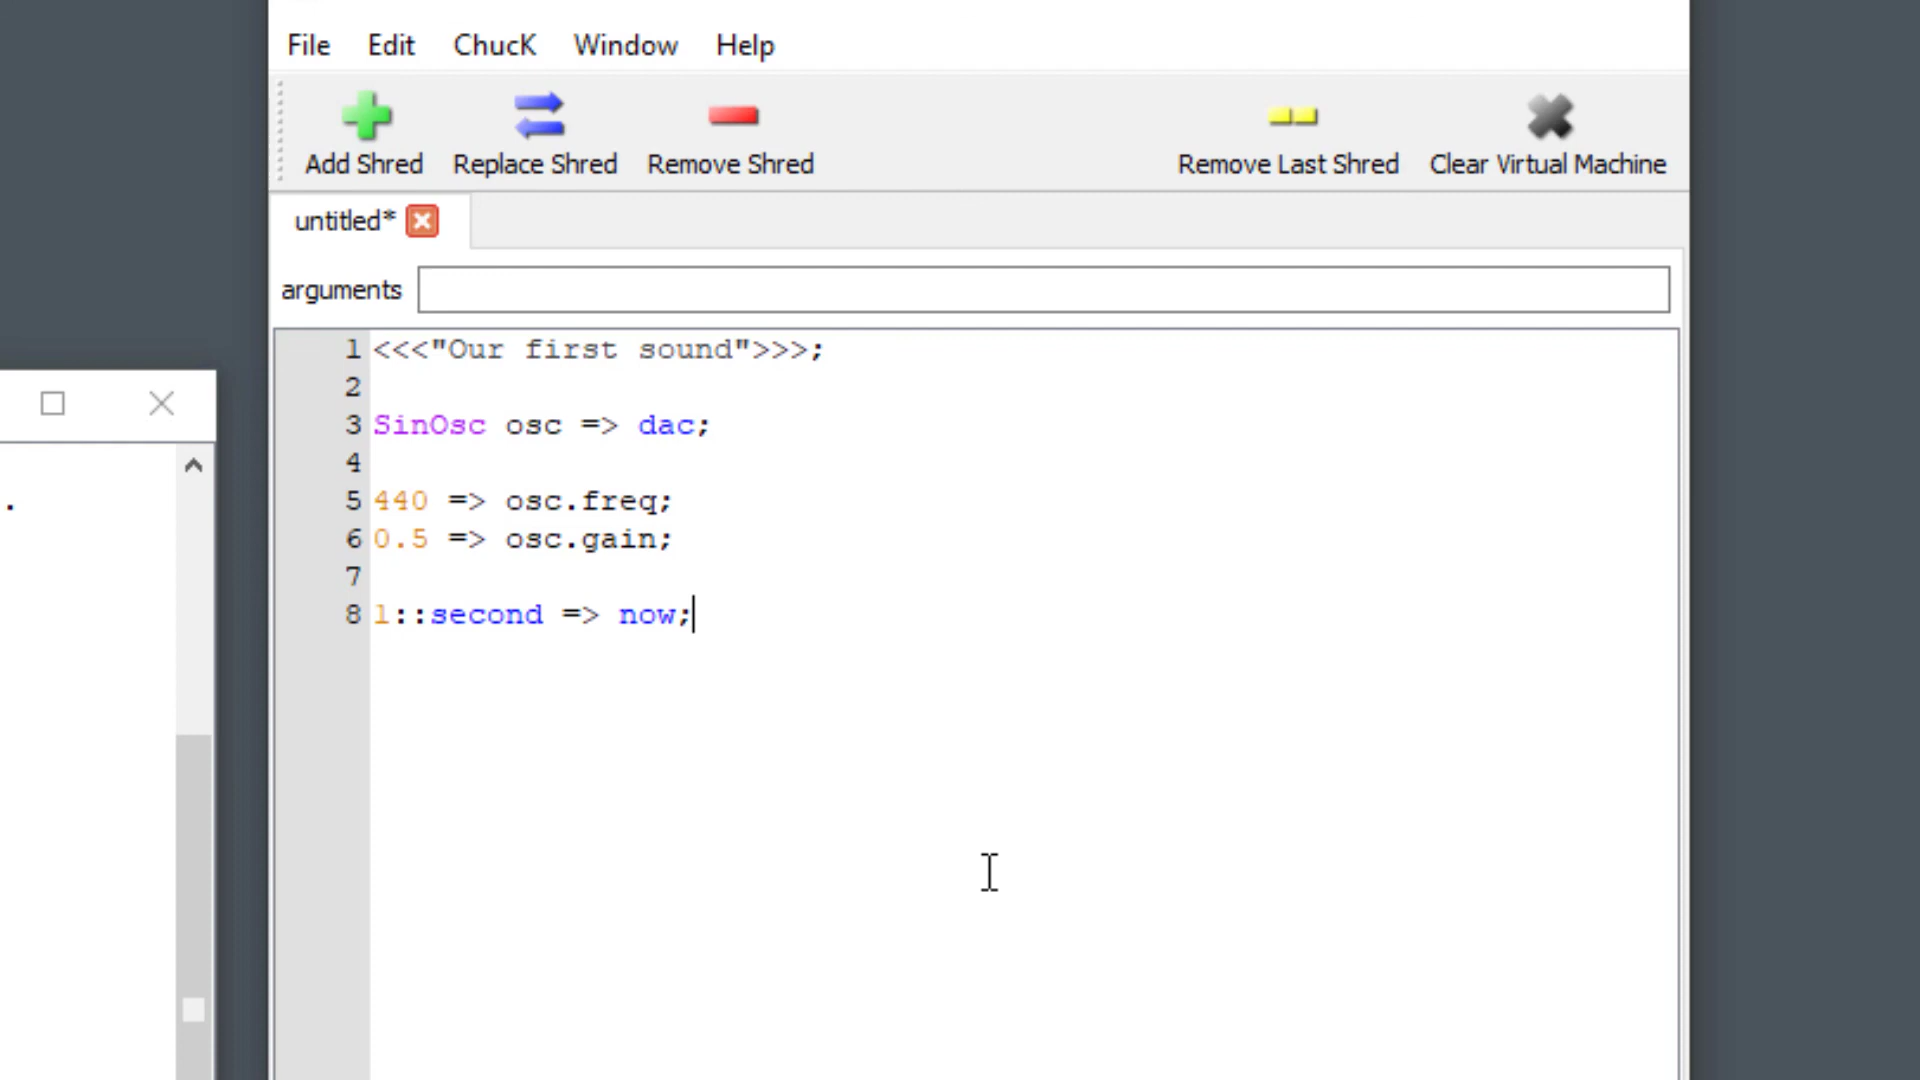 File Edit ChucK Window Help
Add Shred Replace Shred Remove Shred Remove Last Shred Clear Virtual Machine
untitled*
arguments
1 <<<"Our first sound">>>;
2
3 SinOsc osc => dac;
4
5 440 => osc.freq;
6 0.5 => osc.gain;
7
8 1::second => now;
.